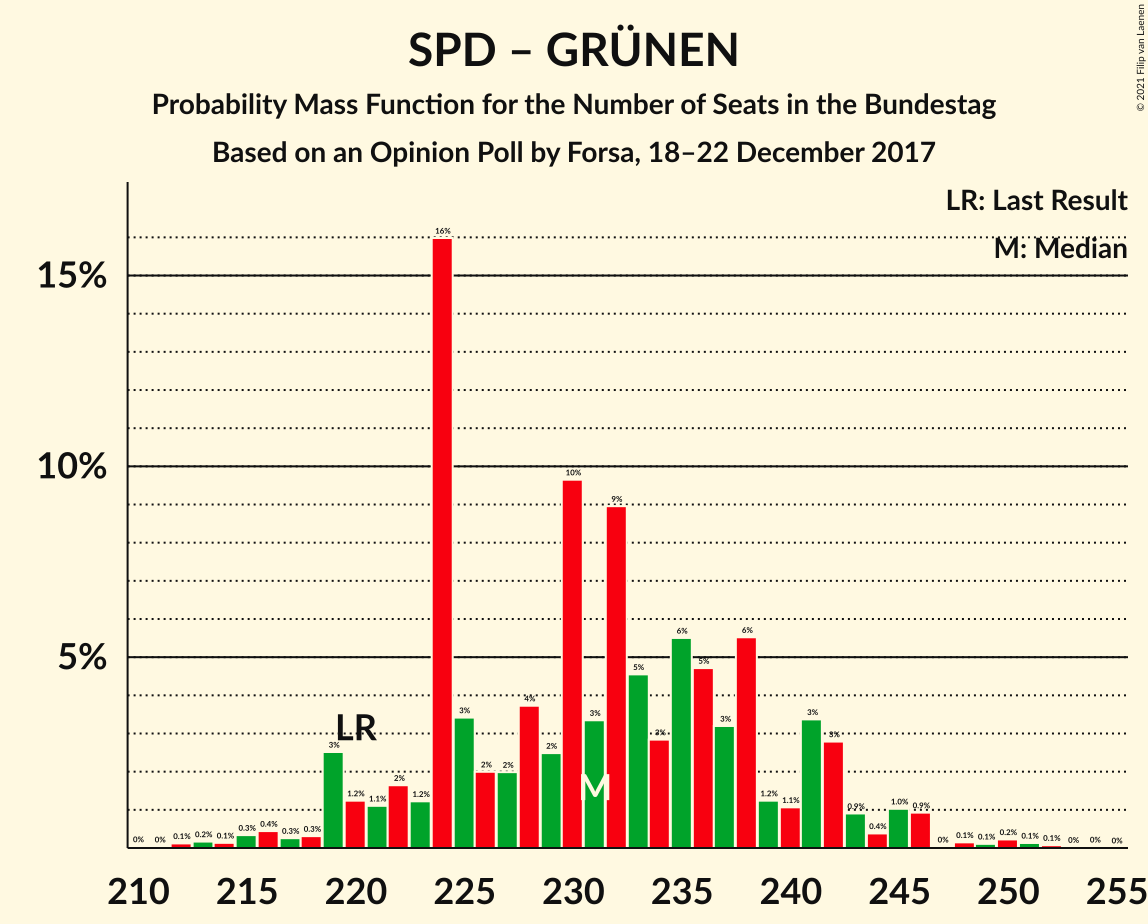 SPD – GRÜNEN
Probability Mass Function for the Number of Seats in the Bundestag
Based on an Opinion Poll by Forsa, 18–22 December 2017
© 2021 Filip van Laenen
LR: Last Result
M: Median
15%
10%
5%
0% 0% 0.1% 0.2% 0.1% 0.3% 0.4% 0.3% 0.3% 3% 1.2% 1.1% 2% 1.2% 16% 3% 2% 2% 4% 2% 10% 3% 9% 5% 3% 6% 5% 3% 6% 1.2% 1.1% 3% 3% 0.9% 0.4% 1.0% 0.9% 0% 0.1% 0.1% 0.2% 0.1% 0.1% 0% 0% 0%
LR
M
210 215 220 225 230 235 240 245 250 255